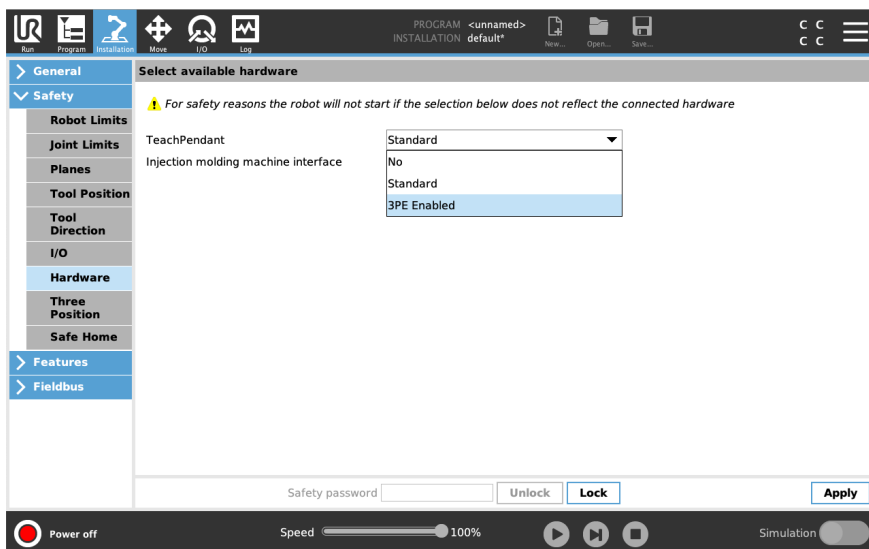 UR
PROGRAM <unnamed>
INSTALLATION default*
Run Program Installation Move I/O Log New... Open... Save...
C C
C C
General
Safety
Robot Limits
Joint Limits
Planes
Tool Position
Tool
Direction
I/O
Hardware
Three
Position
Safe Home
Features
Fieldbus
Select available hardware
For safety reasons the robot will not start if the selection below does not reflect the connected hardware
TeachPendant Standard
Injection molding machine interface No
Standard
3PE Enabled
Safety password Unlock Lock Apply
Power off Speed 100% Simulation